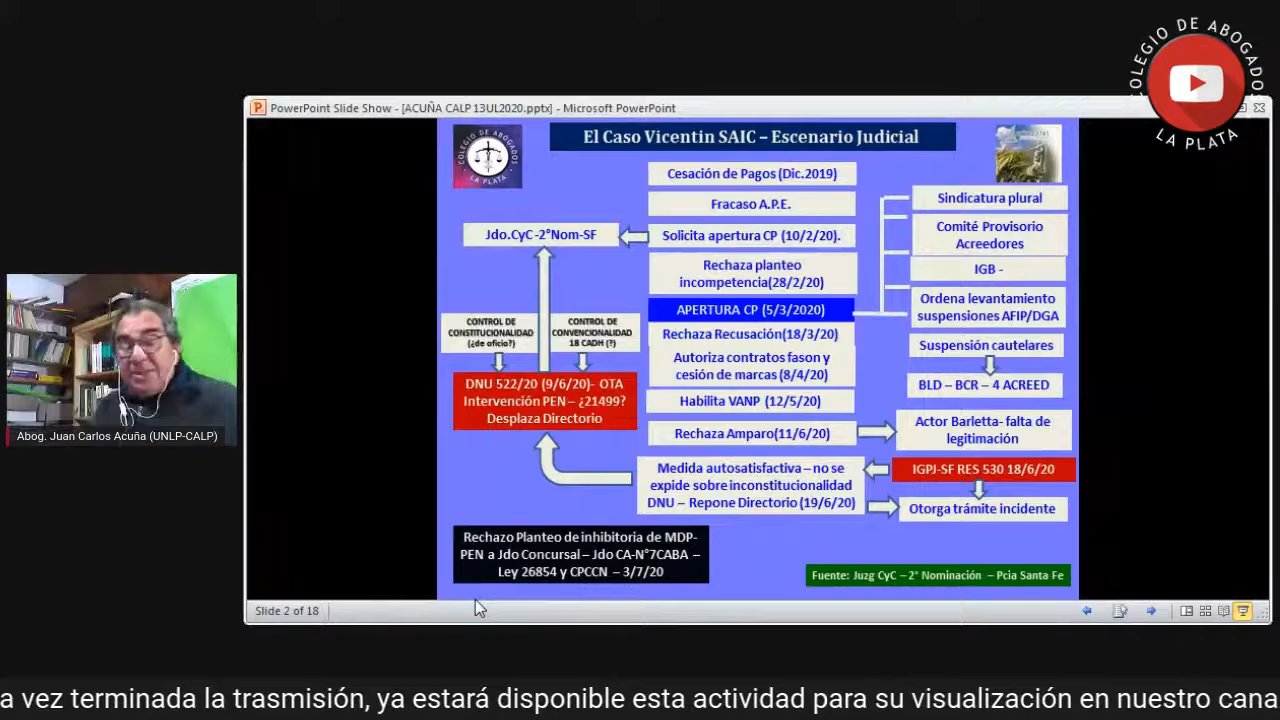 COLEGIO DE ABOGADOS
LA PLATA
PowerPoint Slide Show - [ACUÑA CALP 13UL2020.pptx] - Microsoft PowerPoint
COLEGIO DE ABOGADOS
LA PLATA
El Caso Vicentin SAIC – Escenario Judicial
Cesación de Pagos (Dic.2019)
Fracaso A.P.E.
Jdo.CyC -2°Nom-SF
Solicita apertura CP (10/2/20).
Rechaza planteo
incompetencia(28/2/20)
APERTURA CP (5/3/2020)
Rechaza Recusación(18/3/20)
Autoriza contratos fason y
cesión de marcas (8/4/20)
Habilita VANP (12/5/20)
Rechaza Amparo(11/6/20)
Medida autosatisfactiva – no se
expide sobre inconstitucionalidad
DNU – Repone Directorio (19/6/20)
Sindicatura plural
Comité Provisorio
Acreedores
IGB -
Ordena levantamiento
suspensiones AFIP/DGA
Suspensión cautelares
BLD – BCR – 4 ACREED
Actor Barletta- falta de
legitimación
IGPJ-SF RES 530 18/6/20
Otorga trámite incidente
CONTROL DE
CONSTITUCIONALIDAD
(¿de oficio?)
CONTROL DE
CONVENCIONALIDAD
18 CADH (?)
DNU 522/20 (9/6/20)- OTA
Intervención PEN – ¿21499?
Desplaza Directorio
Rechazo Planteo de inhibitoria de MDP-
PEN a Jdo Concursal – Jdo CA-N°7CABA –
Ley 26854 y CPCCN – 3/7/20
Fuente: Juzg CyC – 2° Nominación – Pcia Santa Fe
Slide 2 of 18
Abog. Juan Carlos Acuña (UNLP-CALP)
a vez terminada la trasmisión, ya estará disponible esta actividad para su visualización en nuestro cana